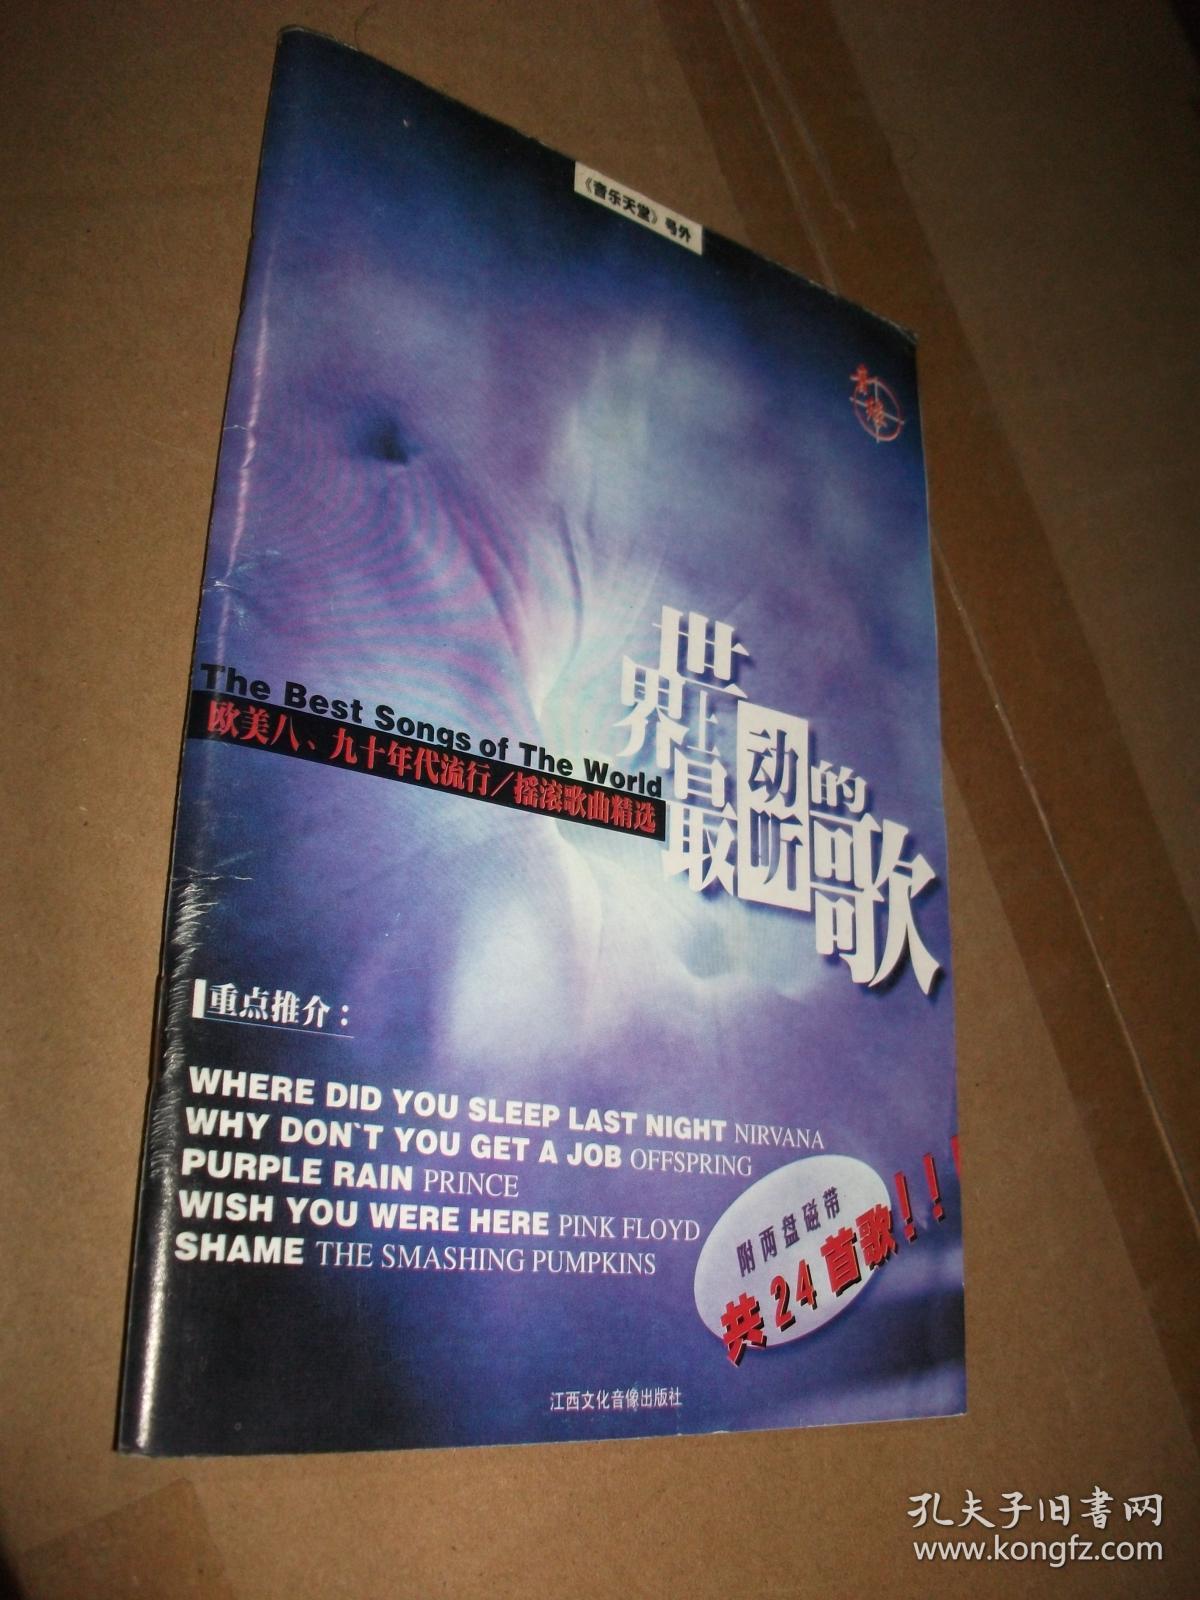 《音乐天堂》号外
世界上最动听的歌
The Best Songs of The World
欧美八、九十年代流行/摇滚歌曲精选
重点推介：
WHERE DID YOU SLEEP LAST NIGHT NIRVANA
WHY DON`T YOU GET A JOB OFFSPRING
PURPLE RAIN PRINCE
WISH YOU WERE HERE PINK FLOYD
SHAME THE SMASHING PUMPKINS
附两盘磁带
共24首歌!!
江西文化音像出版社
孔夫子旧书网
www.kongfz.com